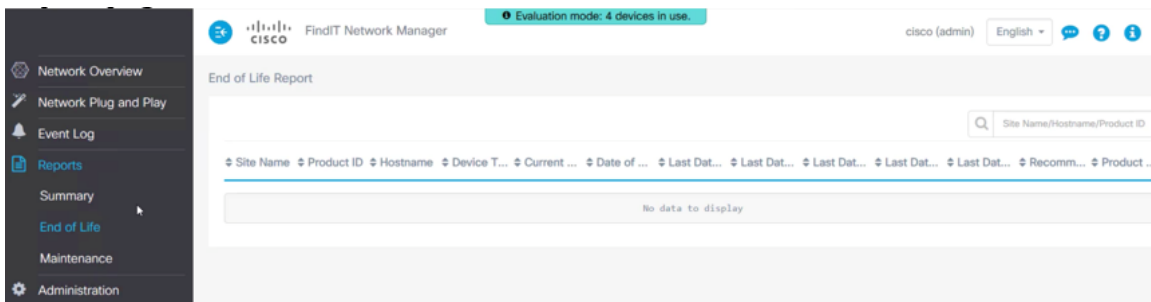 Evaluation mode: 4 devices in use.
CISCO FindIT Network Manager cisco (admin) English
Network Overview
End of Life Report
Network Plug and Play
Event Log
Site Name/Hostname/Product ID
Reports
Site Name Product ID Hostname Device T... Current ... Date of ... Last Dat... Last Dat... Last Dat... Last Dat... Last Dat... Recomm... Product ...
Summary
No data to display
End of Life
Maintenance
Administration